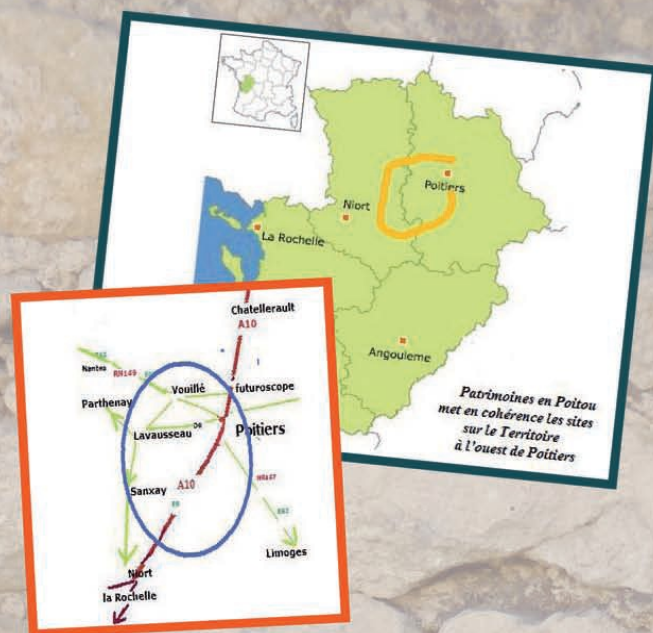 Poitiers
Niort
La Rochelle
Angouleme
Patrimoines en Poitou
met en cohérence les sites
sur le Territoire
à l'ouest de Poitiers
Chatellerault
A10
Nantes
RN149
Vouillé
futuroscope
Parthenay
Lavausseau
Poitiers
Sanxay
A10
Limoges
Niort
la Rochelle